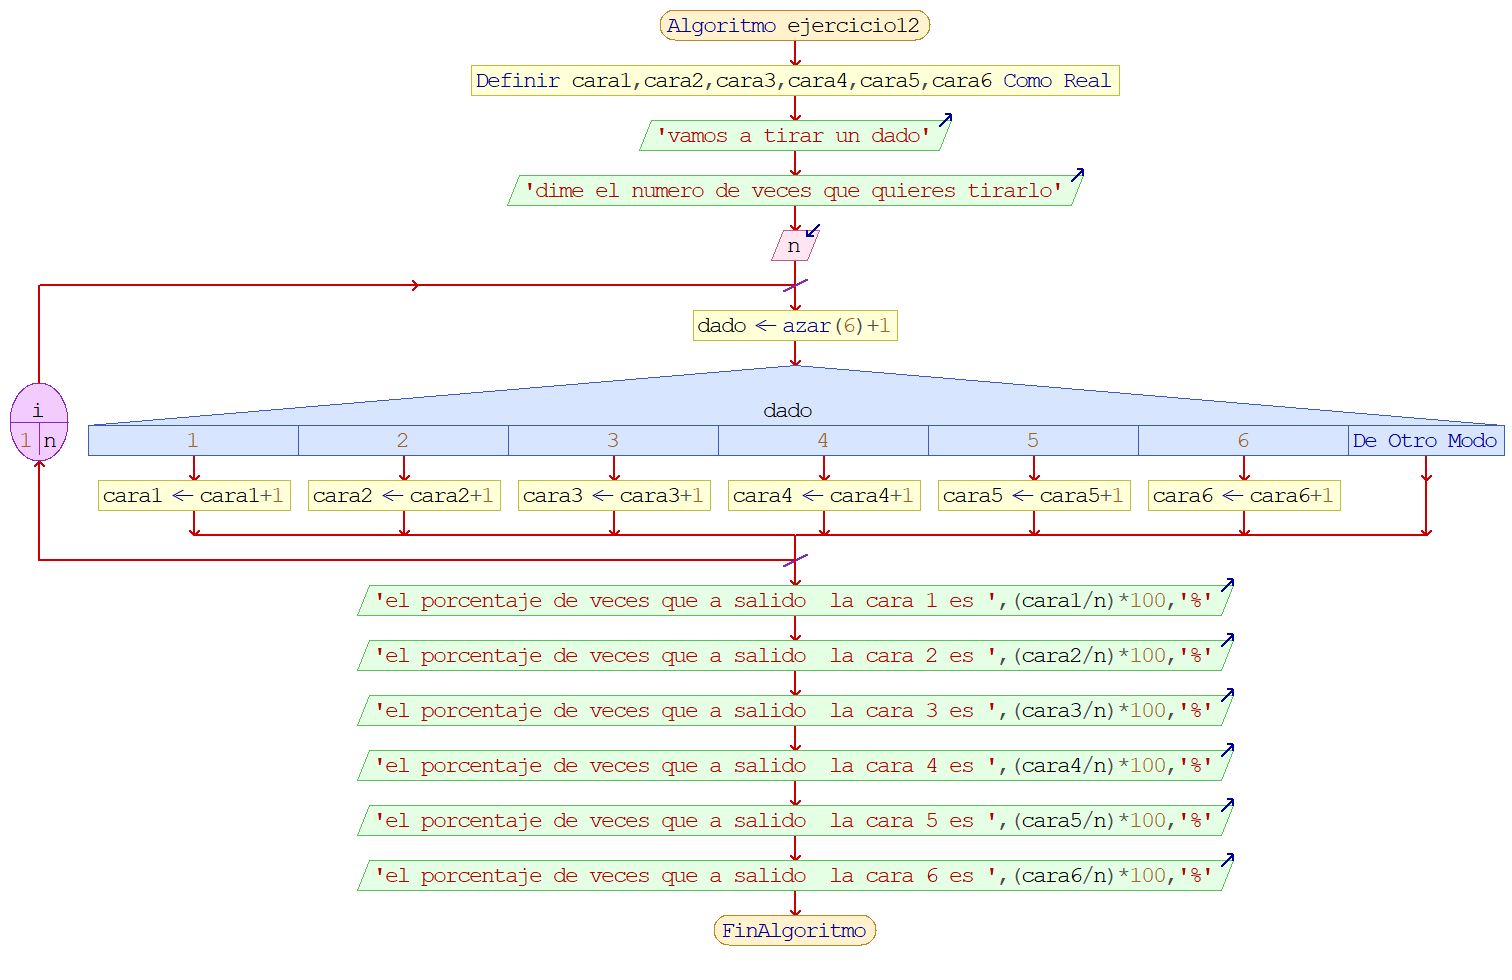 Algoritmo ejercicio12
Definir cara1,cara2,cara3,cara4,cara5,cara6 Como Real
'vamos a tirar un dado'
'dime el numero de veces que quieres tirarlo'
n
dado ← azar(6)+1
i
1 n
dado
1 2 3 4 5 6 De Otro Modo
cara1 ← cara1+1 cara2 ← cara2+1 cara3 ← cara3+1 cara4 ← cara4+1 cara5 ← cara5+1 cara6 ← cara6+1
'el porcentaje de veces que a salido  la cara 1 es ',(cara1/n)*100,'%'
'el porcentaje de veces que a salido  la cara 2 es ',(cara2/n)*100,'%'
'el porcentaje de veces que a salido  la cara 3 es ',(cara3/n)*100,'%'
'el porcentaje de veces que a salido  la cara 4 es ',(cara4/n)*100,'%'
'el porcentaje de veces que a salido  la cara 5 es ',(cara5/n)*100,'%'
'el porcentaje de veces que a salido  la cara 6 es ',(cara6/n)*100,'%'
FinAlgoritmo